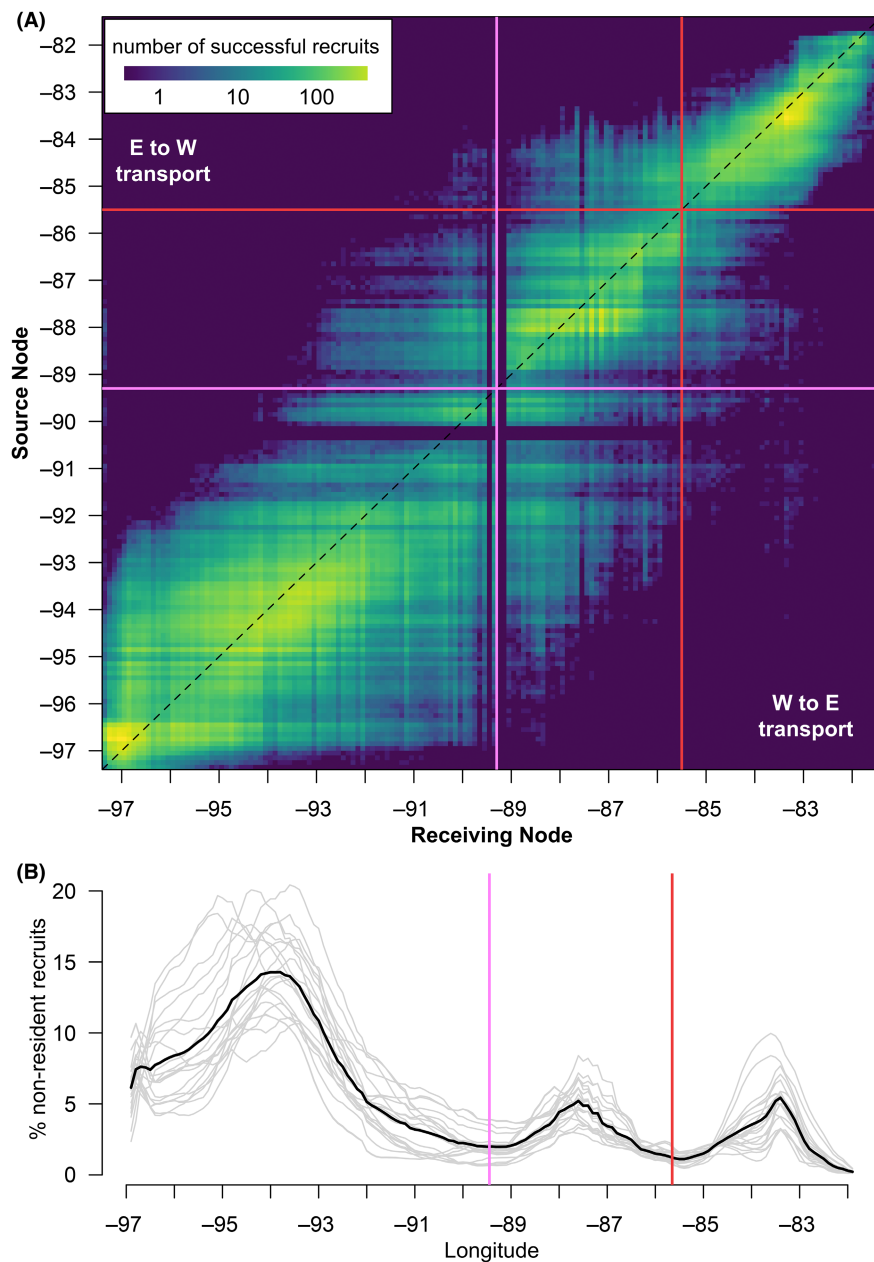 (A)
number of successful recruits
1 10 100
E to W
transport
W to E
transport
Source Node
–82
–83
–84
–85
–86
–87
–88
–89
–90
–91
–92
–93
–94
–95
–96
–97
–97 –95 –93 –91 –89 –87 –85 –83
Receiving Node
(B)
% non-resident recruits
20
15
10
5
0
–97 –95 –93 –91 –89 –87 –85 –83
Longitude